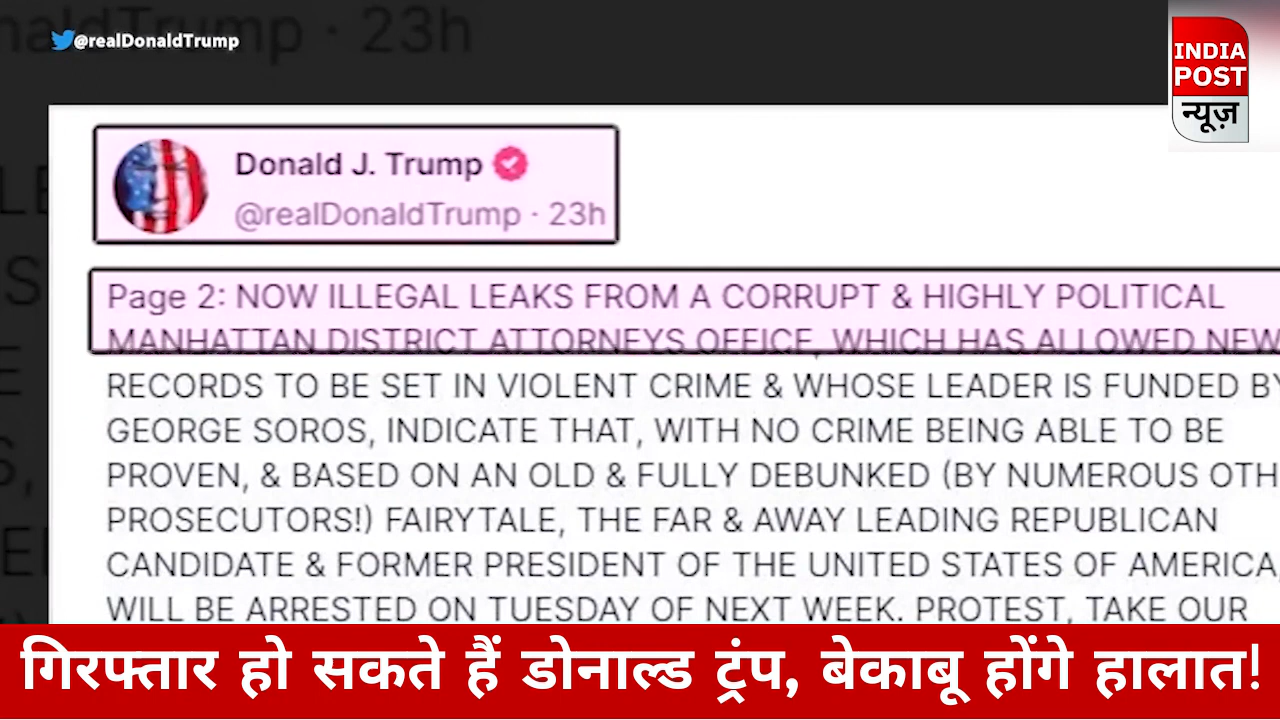 @realDonaldTrump
INDIA
POST
न्यूज़
Donald J. Trump
@realDonaldTrump · 23h
Page 2: NOW ILLEGAL LEAKS FROM A CORRUPT & HIGHLY POLITICAL
MANHATTAN DISTRICT ATTORNEYS OFFICE, WHICH HAS ALLOWED NEW
RECORDS TO BE SET IN VIOLENT CRIME & WHOSE LEADER IS FUNDED BY
GEORGE SOROS, INDICATE THAT, WITH NO CRIME BEING ABLE TO BE
PROVEN, & BASED ON AN OLD & FULLY DEBUNKED (BY NUMEROUS OTH
PROSECUTORS!) FAIRYTALE, THE FAR & AWAY LEADING REPUBLICAN
CANDIDATE & FORMER PRESIDENT OF THE UNITED STATES OF AMERICA,
WILL BE ARRESTED ON TUESDAY OF NEXT WEEK. PROTEST, TAKE OUR
गिरफ्तार हो सकते हैं डोनाल्ड ट्रंप, बेकाबू होंगे हालात!